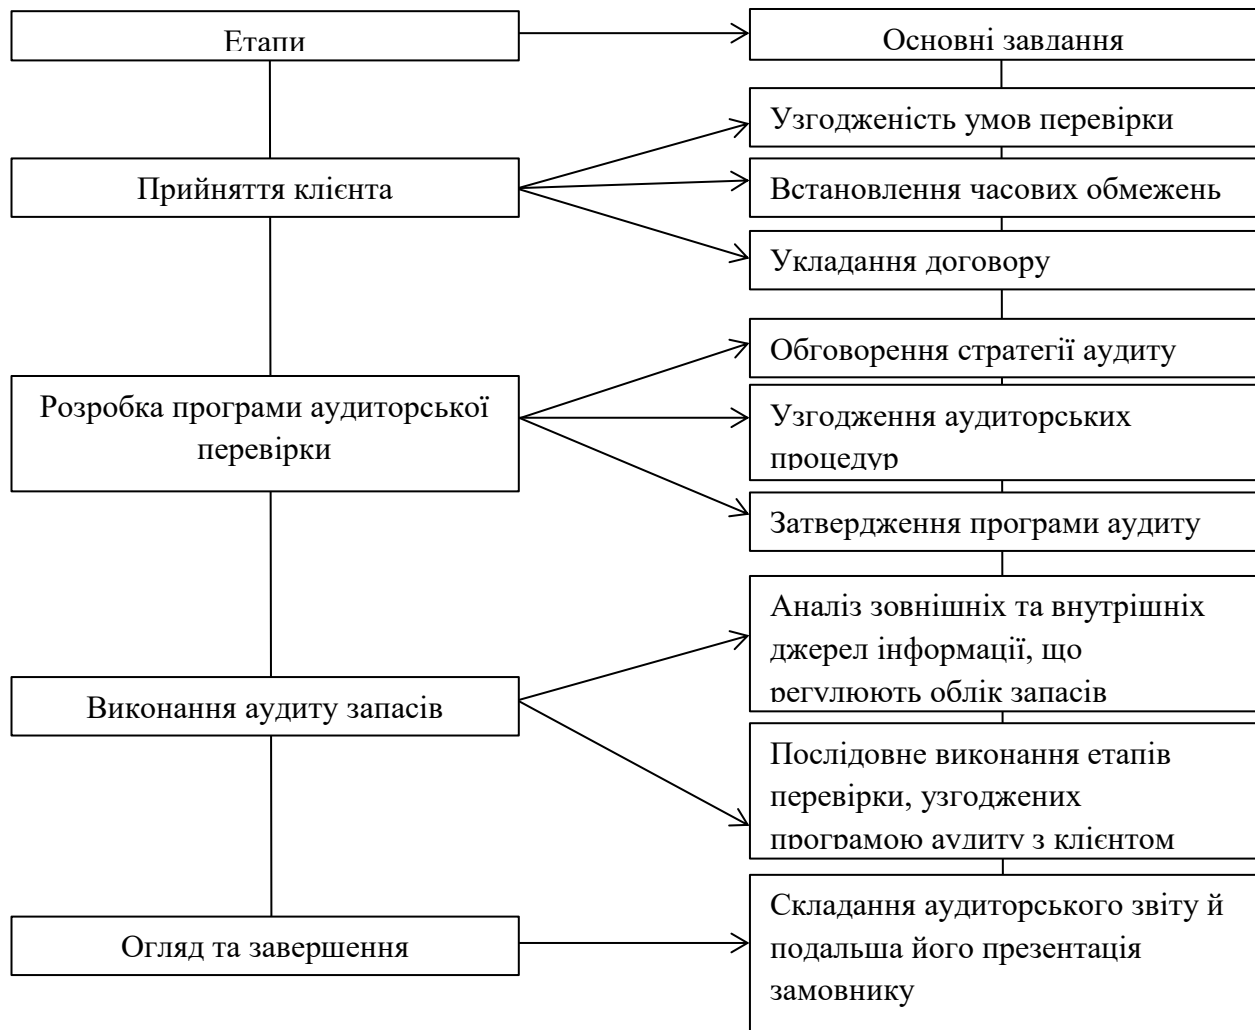 Етапи
Основні завдання
Прийняття клієнта
Узгодженість умов перевірки
Встановлення часових обмежень
Укладання договору
Розробка програми аудиторської
перевірки
Обговорення стратегії аудиту
Узгодження аудиторських
процедур
Затвердження програми аудиту
Виконання аудиту запасів
Аналіз зовнішніх та внутрішніх
джерел інформації, що
регулюють облік запасів
Послідовне виконання етапів
перевірки, узгоджених
програмою аудиту з клієнтом
Огляд та завершення
Складання аудиторського звіту й
подальша його презентація
замовнику